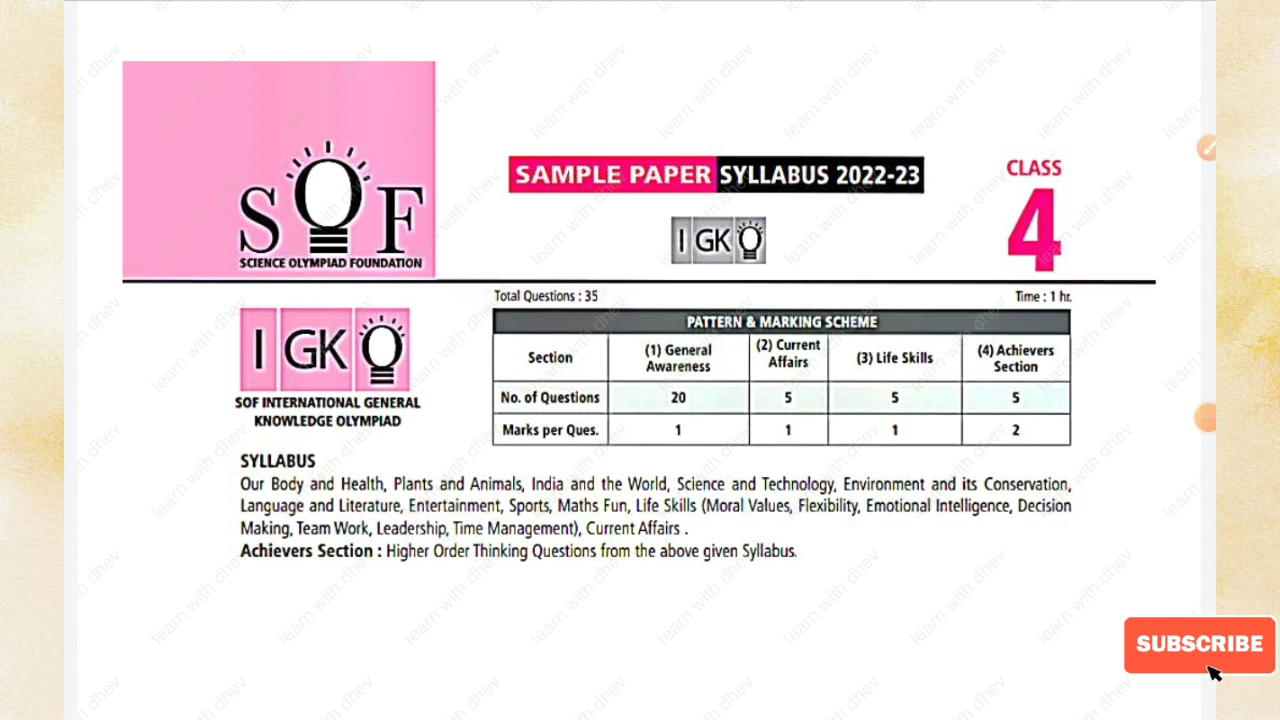 SOF
SCIENCE OLYMPIAD FOUNDATION
SAMPLE PAPER SYLLABUS 2022-23
IGKO
CLASS
4
Total Questions : 35
Time : 1 hr.
IGKO
SOF INTERNATIONAL GENERAL
KNOWLEDGE OLYMPIAD
PATTERN & MARKING SCHEME
Section (1) General Awareness (2) Current Affairs (3) Life Skills (4) Achievers Section
No. of Questions 20 5 5 5
Marks per Ques. 1 1 1 2
SYLLABUS
Our Body and Health, Plants and Animals, India and the World, Science and Technology, Environment and its Conservation,
Language and Literature, Entertainment, Sports, Maths Fun, Life Skills (Moral Values, Flexibility, Emotional Intelligence, Decision
Making, Team Work, Leadership, Time Management), Current Affairs .
Achievers Section : Higher Order Thinking Questions from the above given Syllabus.
SUBSCRIBE
learn with dhev